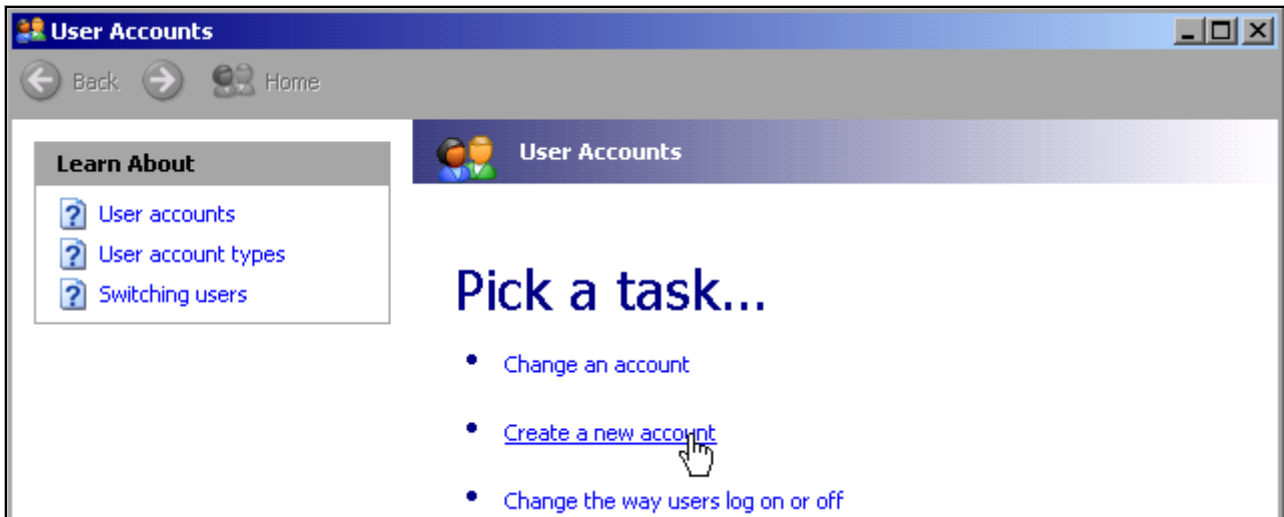 User Accounts
Back Home
Learn About
User accounts
User account types
Switching users
User Accounts
Pick a task...
Change an account
Create a new account
Change the way users log on or off